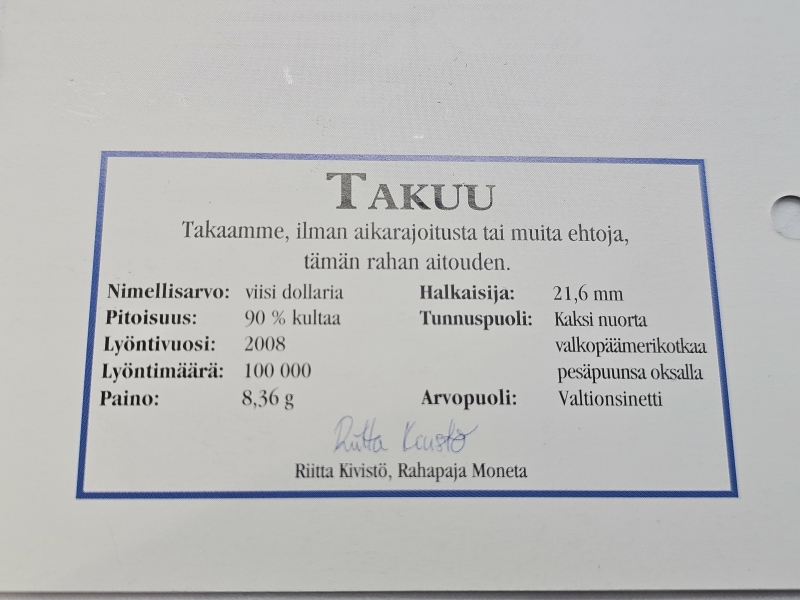 TAKUU
Takaamme, ilman aikarajoitusta tai muita ehtoja,
tämän rahan aitouden.
Nimellisarvo: viisi dollaria
Pitoisuus: 90 % kultaa
Lyöntivuosi: 2008
Lyöntimäärä: 100 000
Paino: 8,36 g
Halkaisija: 21,6 mm
Tunnuspuoli: Kaksi nuorta
valkopäämerikotkaa
pesäpuunsa oksalla
Arvopuoli: Valtionsinetti
Riitta Kivistö
Riitta Kivistö, Rahapaja Moneta